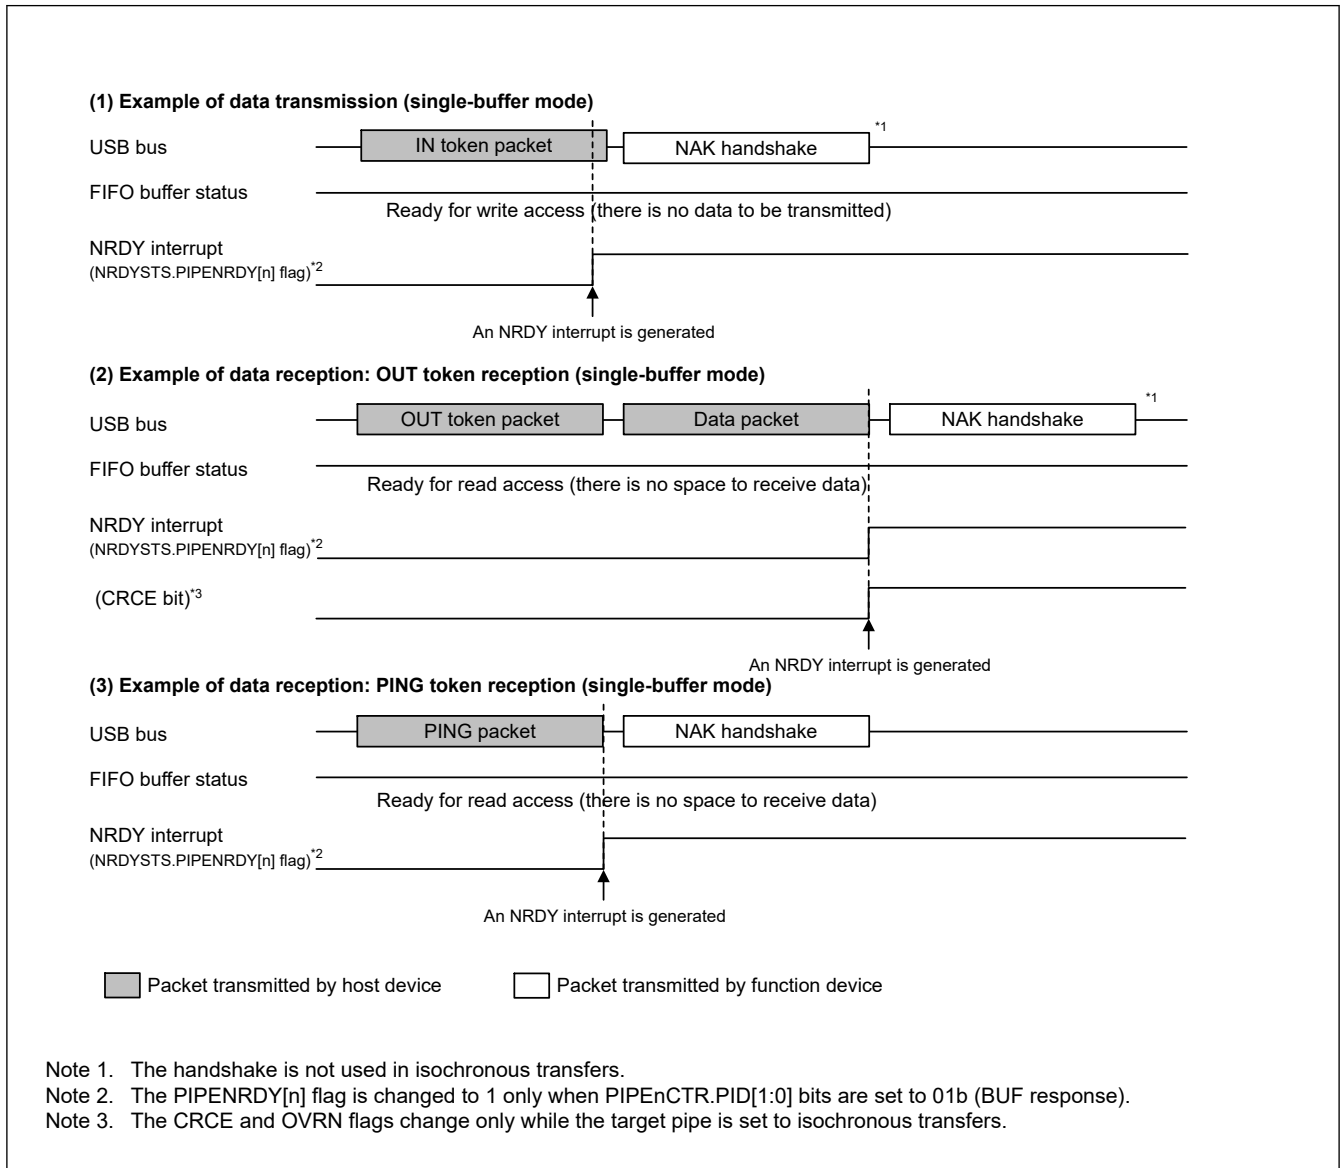 (1) Example of data transmission (single-buffer mode)
USB bus
IN token packet
NAK handshake
*1
FIFO buffer status
Ready for write access (there is no data to be transmitted)
NRDY interrupt
(NRDYSTS.PIPENRDY[n] flag)*2
An NRDY interrupt is generated
(2) Example of data reception: OUT token reception (single-buffer mode)
USB bus
OUT token packet
Data packet
NAK handshake
*1
FIFO buffer status
Ready for read access (there is no space to receive data)
NRDY interrupt
(NRDYSTS.PIPENRDY[n] flag)*2
(CRCE bit)*3
An NRDY interrupt is generated
(3) Example of data reception: PING token reception (single-buffer mode)
USB bus
PING packet
NAK handshake
FIFO buffer status
Ready for read access (there is no space to receive data)
NRDY interrupt
(NRDYSTS.PIPENRDY[n] flag)*2
An NRDY interrupt is generated
Packet transmitted by host device
Packet transmitted by function device
Note 1. The handshake is not used in isochronous transfers.
Note 2. The PIPENRDY[n] flag is changed to 1 only when PIPEnCTR.PID[1:0] bits are set to 01b (BUF response).
Note 3. The CRCE and OVRN flags change only while the target pipe is set to isochronous transfers.